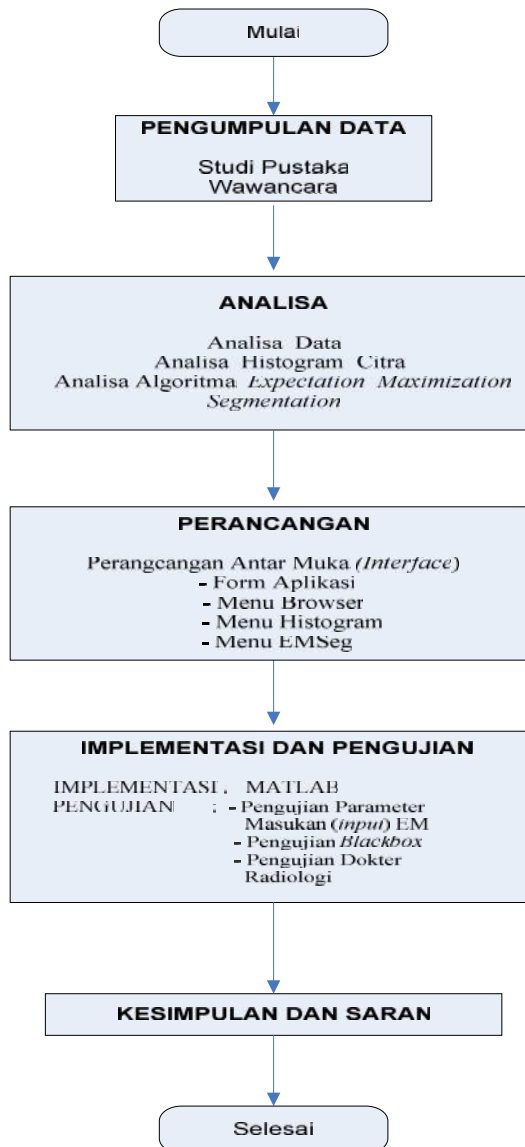 Mulai
PENGUMPULAN DATA
Studi Pustaka
Wawancara
ANALISA
Analisa Data
Analisa Histogram Citra
Analisa Algoritma Expectation Maximization
Segmentation
PERANCANGAN
Perangcangan Antar Muka (Interface)
- Form Aplikasi
- Menu Browser
- Menu Histogram
- Menu EMSeg
IMPLEMENTASI DAN PENGUJIAN
IMPLEMENTASI : MATLAB
PENGUJIAN : - Pengujian Parameter
Masukan (input) EM
- Pengujian Blackbox
- Pengujian Dokter
Radiologi
KESIMPULAN DAN SARAN
Selesai